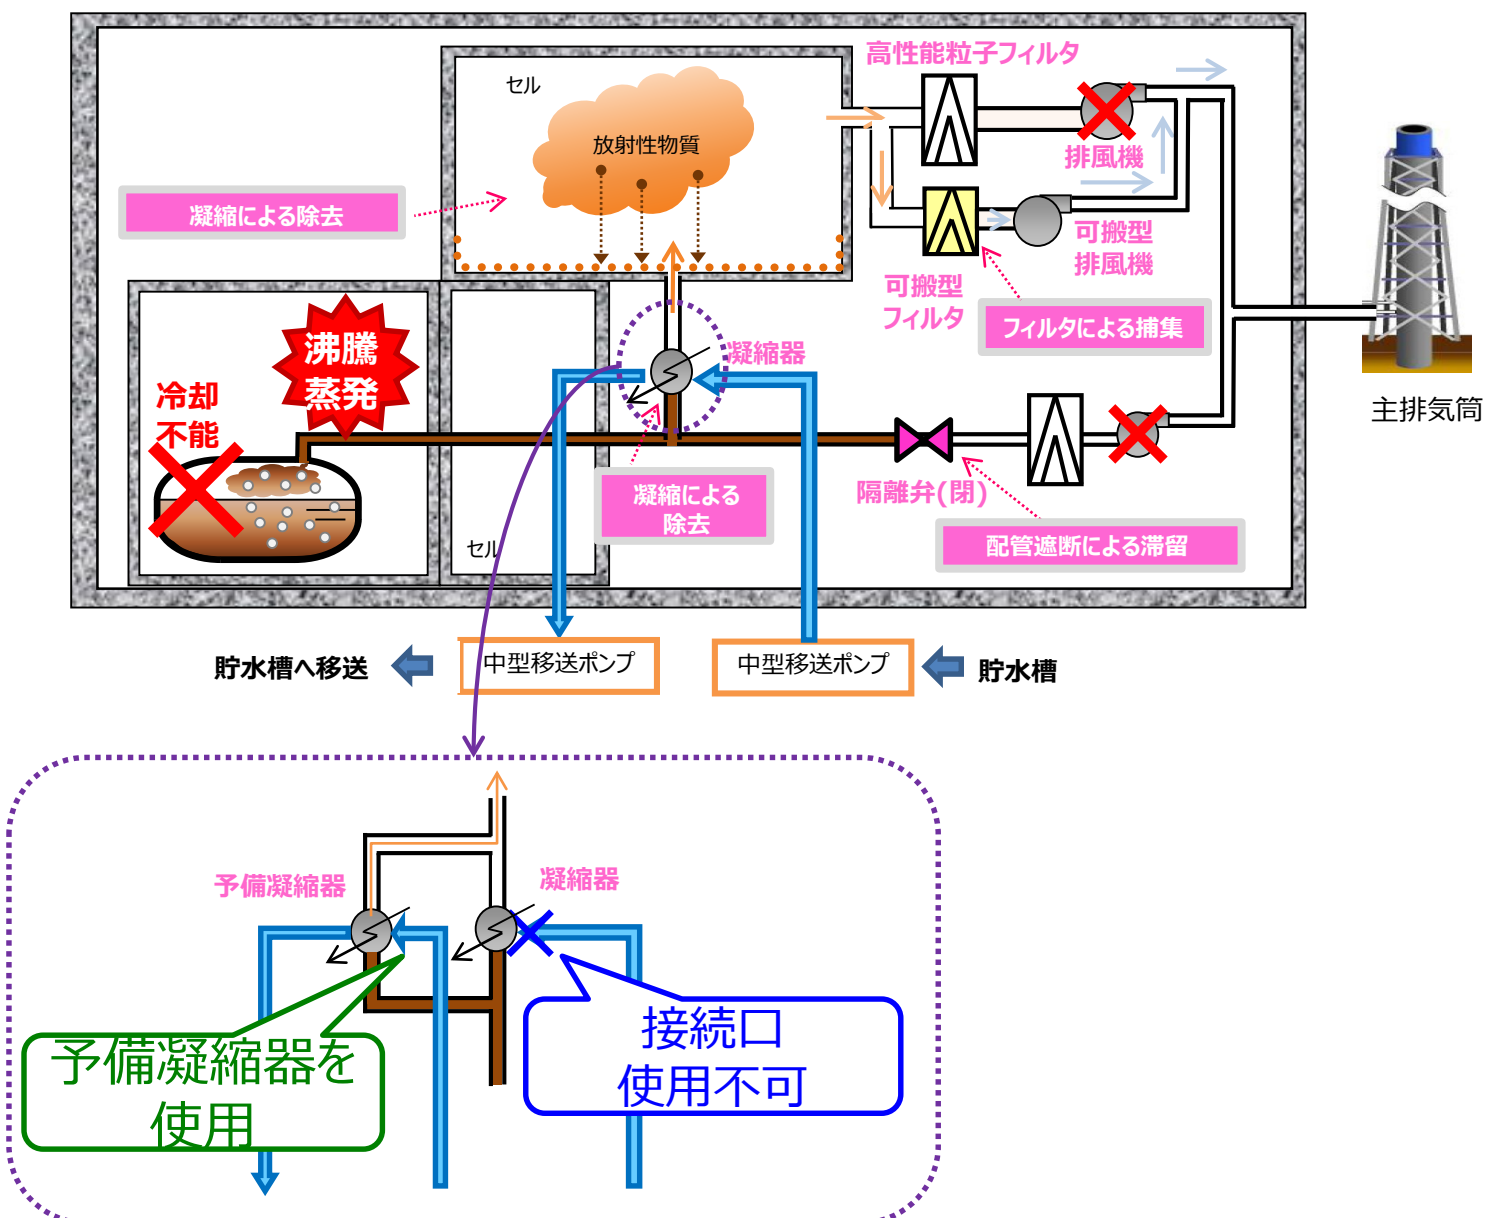 高性能粒子フィルタ
セル
放射性物質
排風機
凝縮による除去
可搬型
排風機
可搬型
フィルタ
フィルタによる捕集
沸騰
蒸発
凝縮器
冷却
不能
主排気筒
凝縮による
除去
隔離弁(閉)
配管遮断による滞留
セル
貯水槽へ移送
中型移送ポンプ
中型移送ポンプ
貯水槽
予備凝縮器
凝縮器
接続口
使用不可
予備凝縮器を
使用